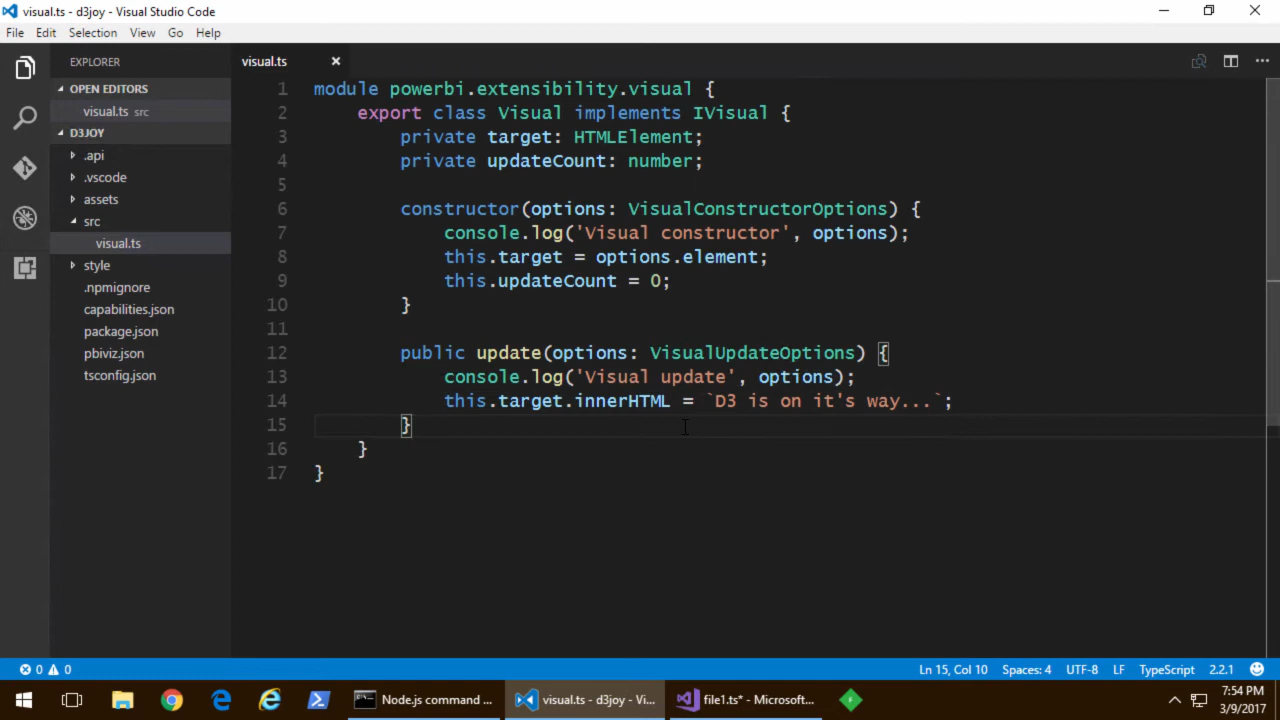 visual.ts - d3joy - Visual Studio Code
File Edit Selection View Go Help
EXPLORER
OPEN EDITORS
visual.ts src
D3JOY
.api
.vscode
assets
src
visual.ts
style
.npmignore
capabilities.json
package.json
pbiviz.json
tsconfig.json
visual.ts
1 module powerbi.extensibility.visual {
2 export class Visual implements IVisual {
3 private target: HTMLElement;
4 private updateCount: number;
5
6 constructor(options: VisualConstructorOptions) {
7 console.log('Visual constructor', options);
8 this.target = options.element;
9 this.updateCount = 0;
10 }
11
12 public update(options: VisualUpdateOptions) {
13 console.log('Visual update', options);
14 this.target.innerHTML = `D3 is on it's way...`;
15 }
16 }
17 }
0 0 Ln 15, Col 10 Spaces: 4 UTF-8 LF TypeScript 2.2.1
Node.js command ... visual.ts - d3joy - Vi... file1.ts* - Microsoft... 7:54 PM
3/9/2017